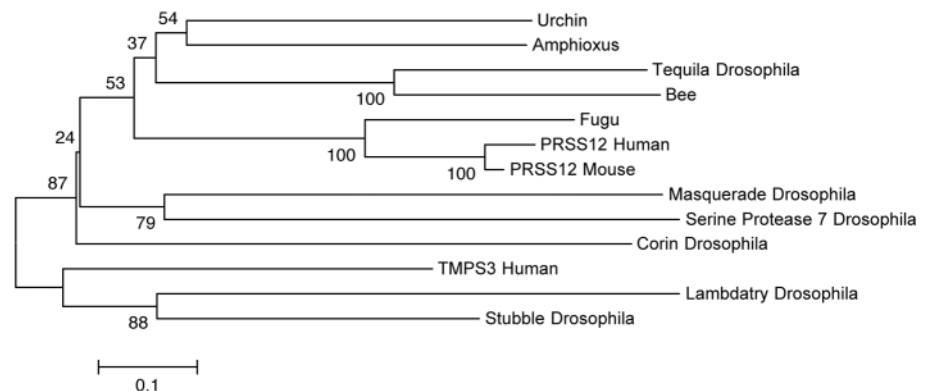 54
Urchin
37
Amphioxus
53
Tequila Drosophila
100
Bee
24
Fugu
100
PRSS12 Human
87
100
PRSS12 Mouse
Masquerade Drosophila
79
Serine Protease 7 Drosophila
Corin Drosophila
TMPS3 Human
Lambdatry Drosophila
88
Stubble Drosophila
0.1